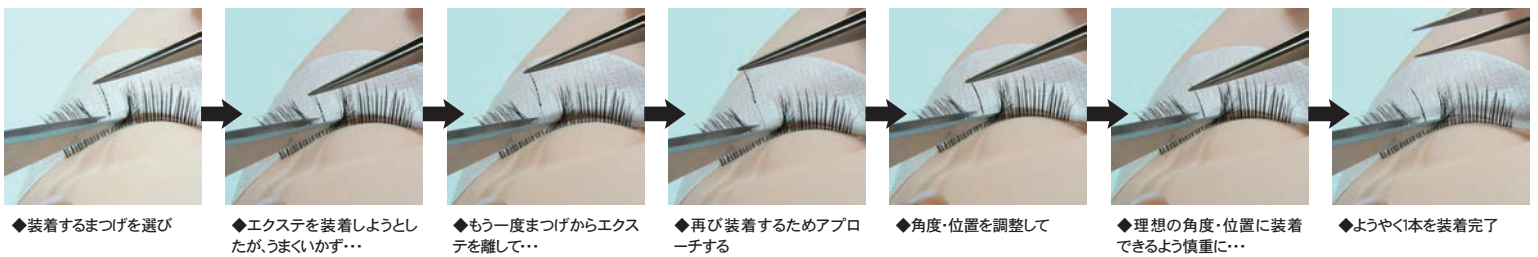 ◆装着するまつげを選び
◆エクステを装着しようとし
たが、うまくいかず･･･
◆もう一度まつげからエクス
テを離して･･･
◆再び装着するためアプロ
ーチする
◆角度･位置を調整して
◆理想の角度･位置に装着
できるよう慎重に･･･
◆ようやく1本を装着完了